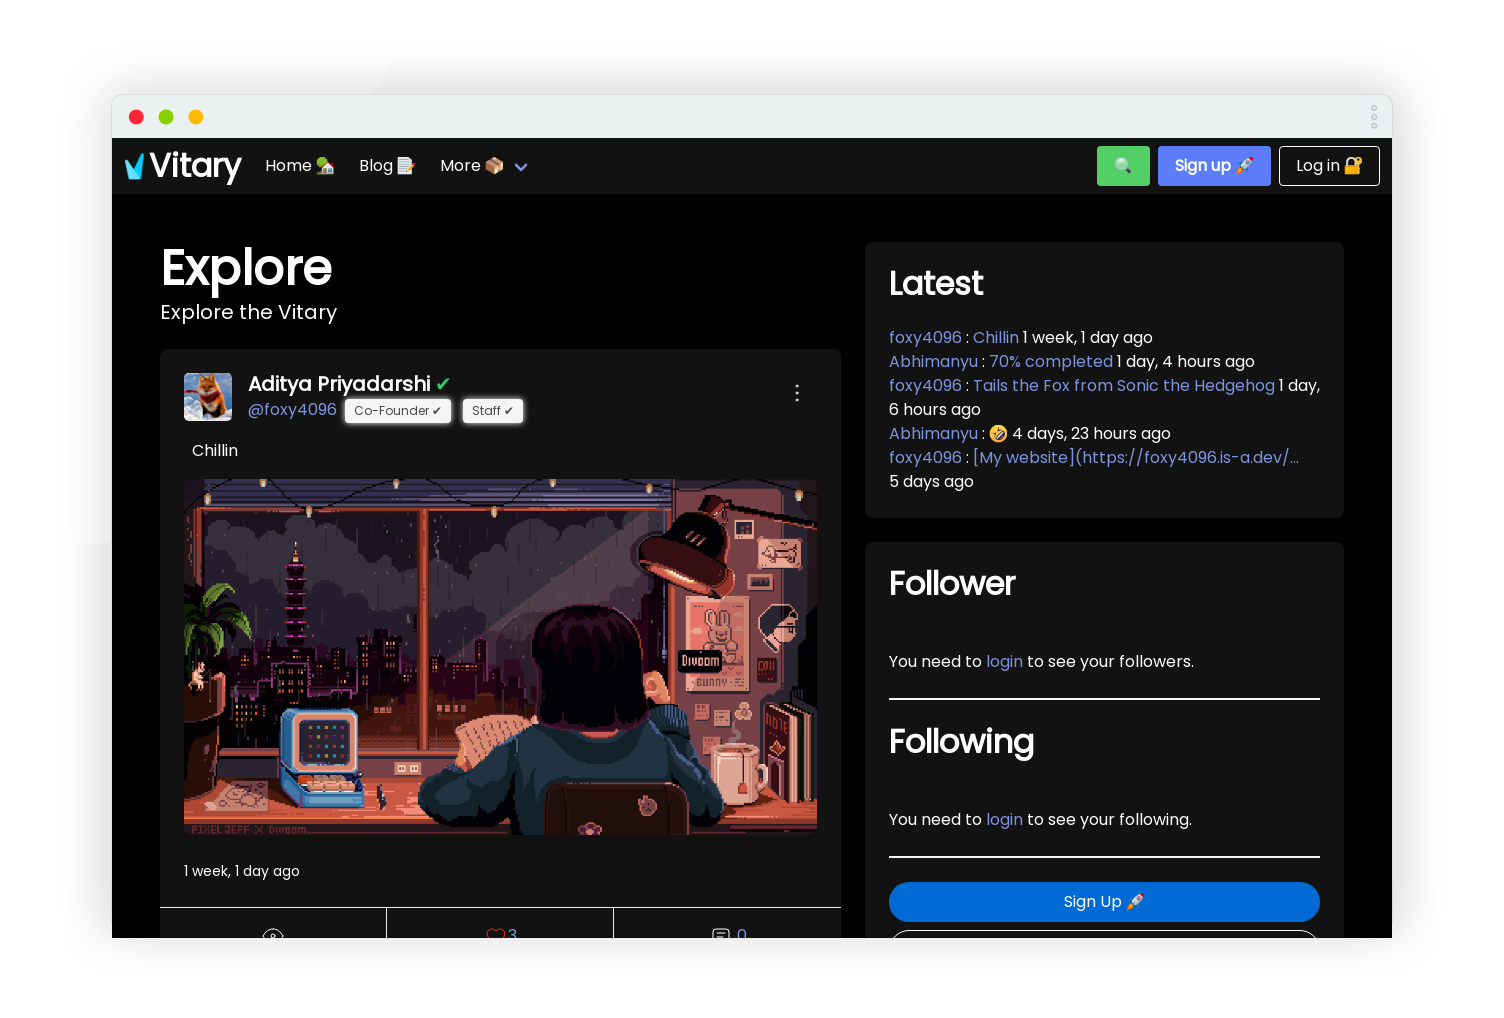 Vitary
Home 🏡
Blog 📑
More 📦
🔍
Sign up 🚀
Log in 🔐
Explore
Explore the Vitary
Aditya Priyadarshi ✔
@foxy4096 Co-Founder ✔ Staff ✔
Chillin
Divoom
BUNNY
NOTE
PIXEL JEFF X Divoom
1 week, 1 day ago
3
0
Latest
foxy4096 : Chillin 1 week, 1 day ago
Abhimanyu : 70% completed 1 day, 4 hours ago
foxy4096 : Tails the Fox from Sonic the Hedgehog 1 day,
6 hours ago
Abhimanyu : 🤣 4 days, 23 hours ago
foxy4096 : [My website](https://foxy4096.is-a.dev/...
5 days ago
Follower
You need to login to see your followers.
Following
You need to login to see your following.
Sign Up 🚀